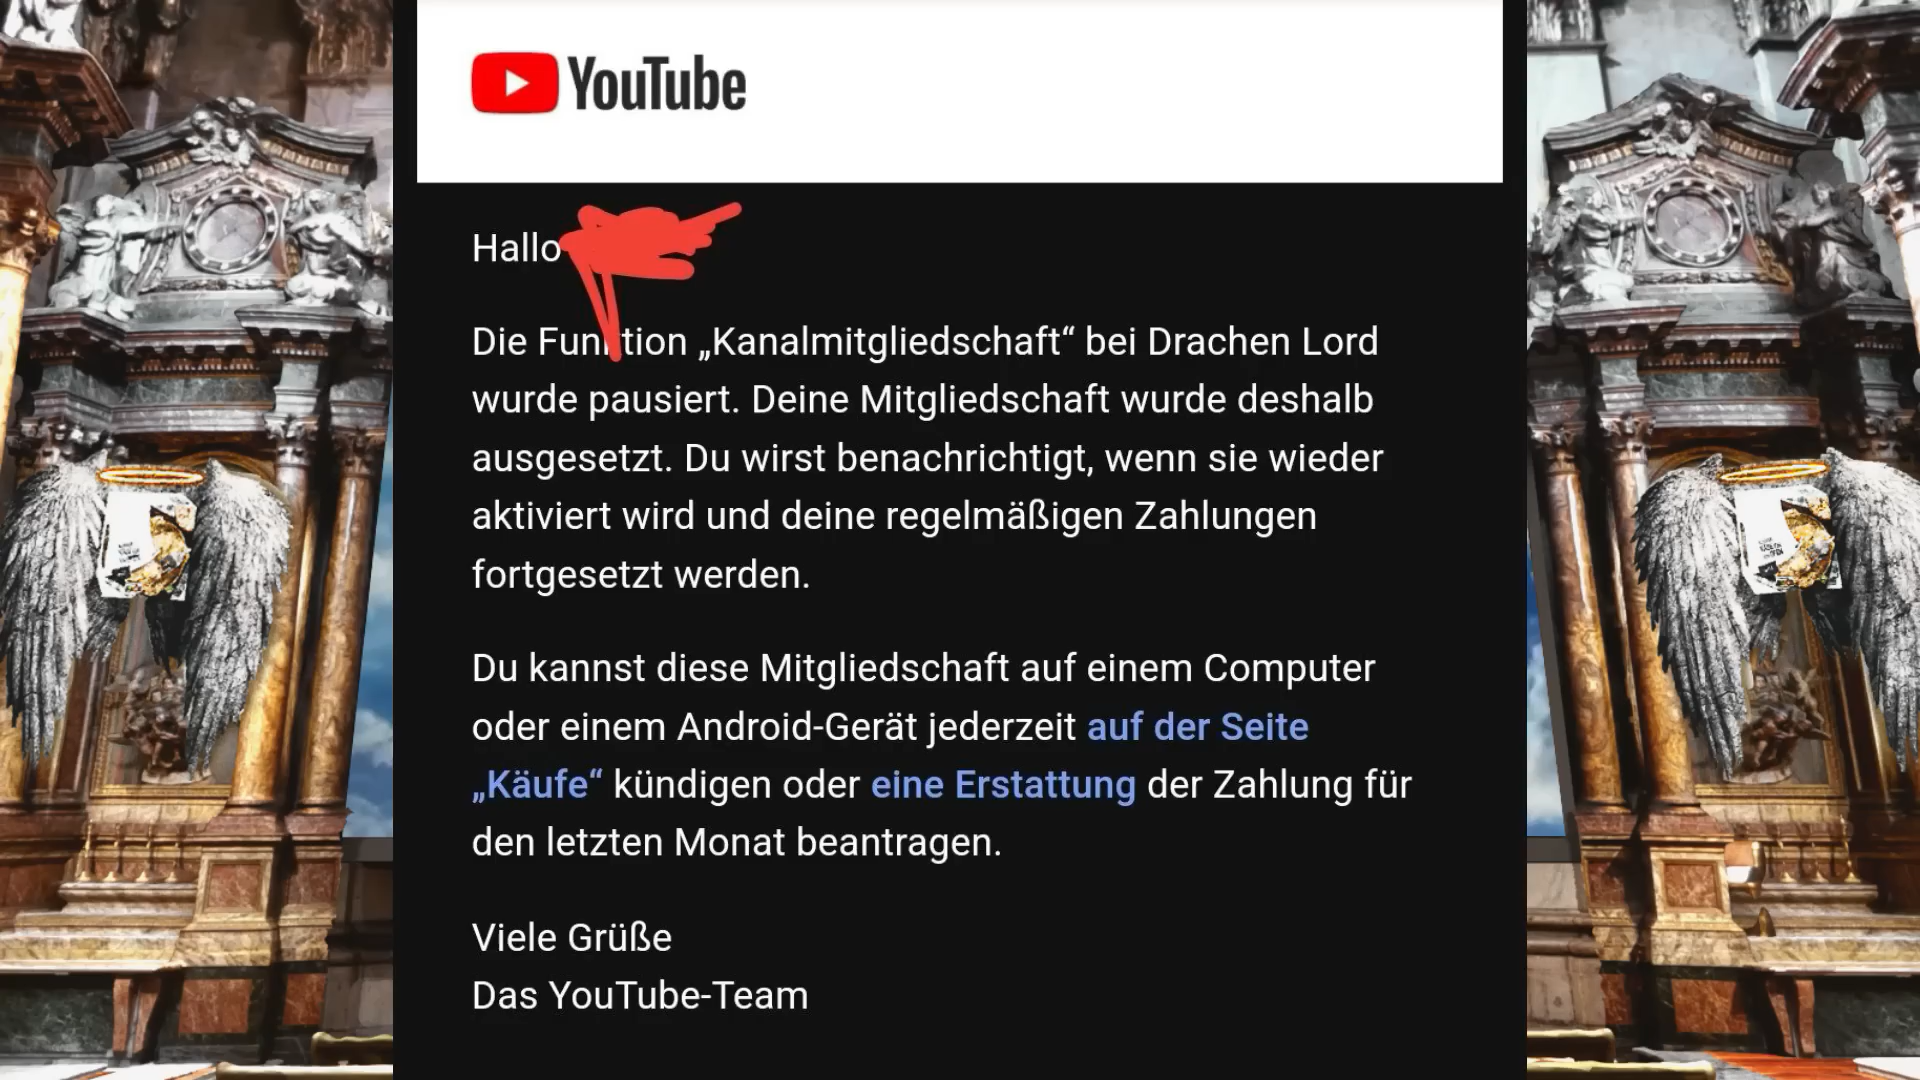 YouTube
Hallo
Die Funktion „Kanalmitgliedschaft“ bei Drachen Lord
wurde pausiert. Deine Mitgliedschaft wurde deshalb
ausgesetzt. Du wirst benachrichtigt, wenn sie wieder
aktiviert wird und deine regelmäßigen Zahlungen
fortgesetzt werden.
Du kannst diese Mitgliedschaft auf einem Computer
oder einem Android-Gerät jederzeit auf der Seite
„Käufe“ kündigen oder eine Erstattung der Zahlung für
den letzten Monat beantragen.
Viele Grüße
Das YouTube-Team